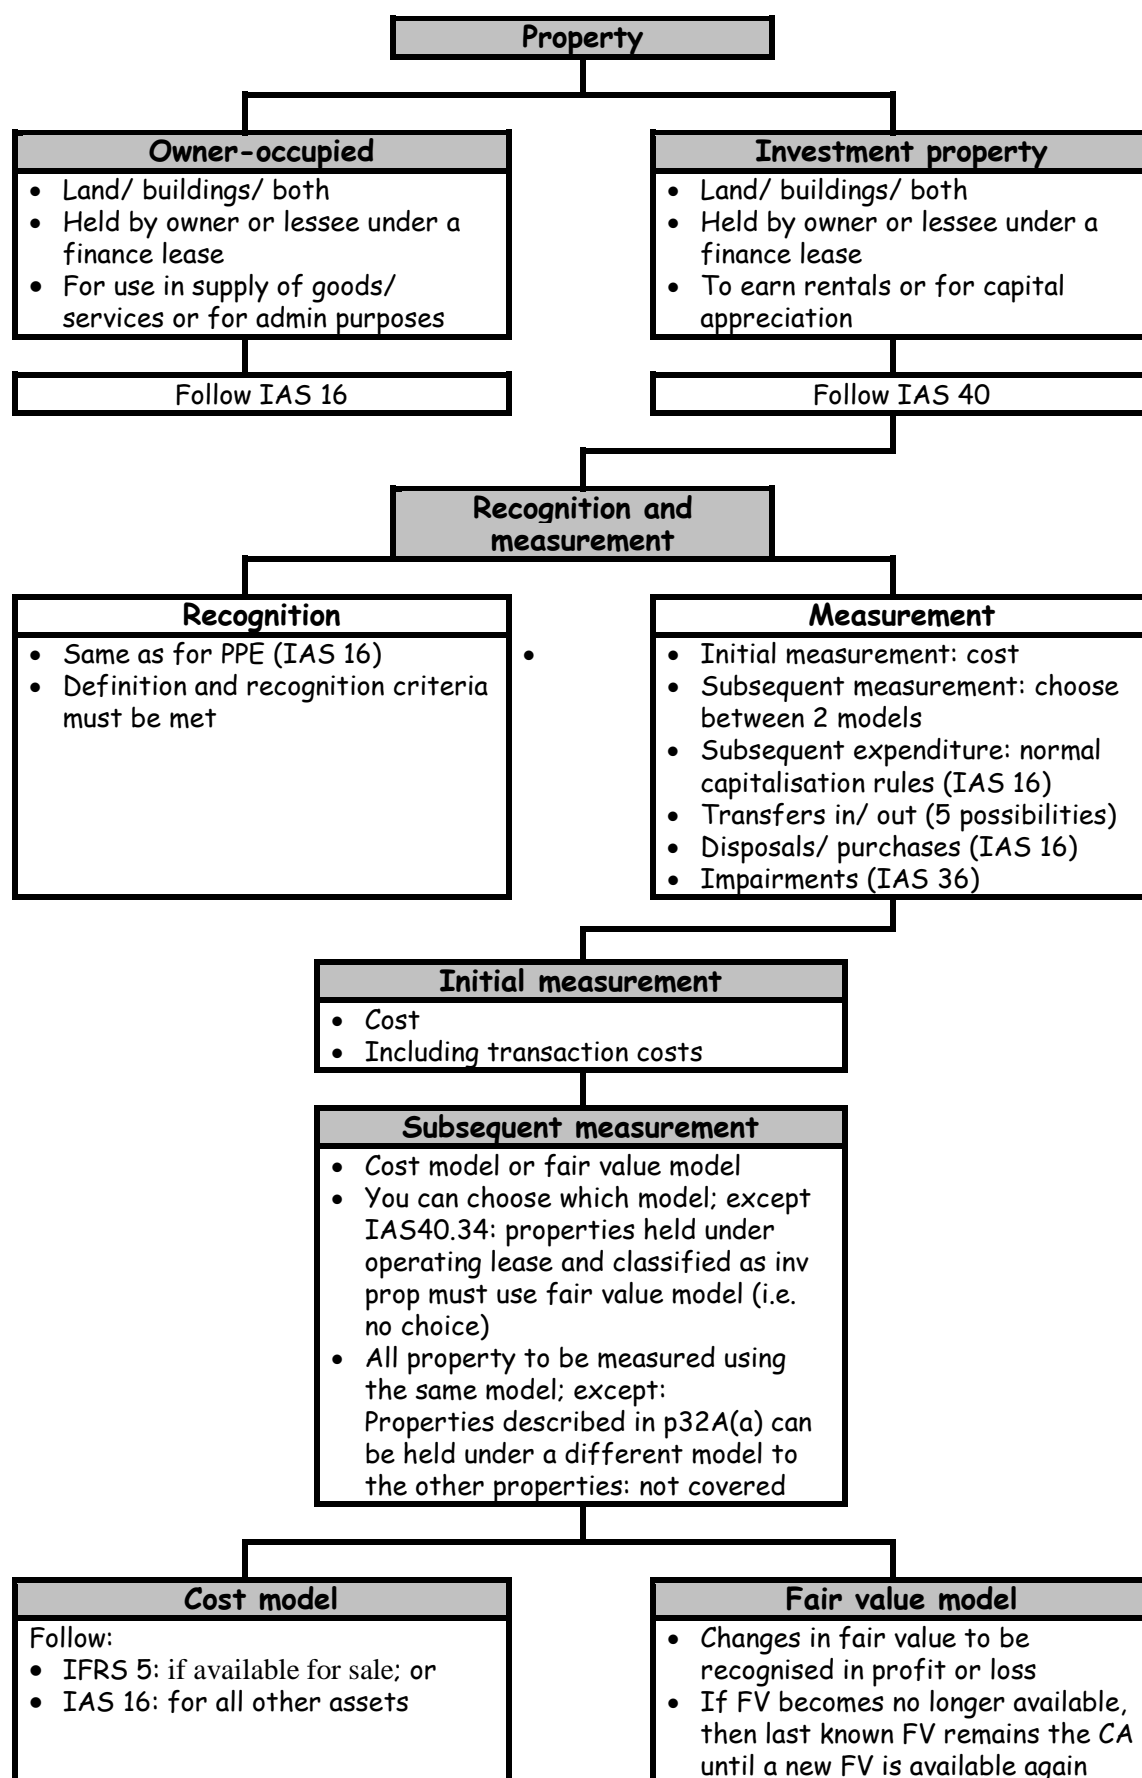 Property
Owner-occupied
• Land/ buildings/ both
• Held by owner or lessee under a
finance lease
• For use in supply of goods/
services or for admin purposes
Investment property
• Land/ buildings/ both
• Held by owner or lessee under a
finance lease
• To earn rentals or for capital
appreciation
Follow IAS 16
Follow IAS 40
Recognition and
measurement
Recognition
• Same as for PPE (IAS 16)
• Definition and recognition criteria
must be met
•
Measurement
• Initial measurement: cost
• Subsequent measurement: choose
between 2 models
• Subsequent expenditure: normal
capitalisation rules (IAS 16)
• Transfers in/ out (5 possibilities)
• Disposals/ purchases (IAS 16)
• Impairments (IAS 36)
Initial measurement
• Cost
• Including transaction costs
Subsequent measurement
• Cost model or fair value model
• You can choose which model; except
IAS40.34: properties held under
operating lease and classified as inv
prop must use fair value model (i.e.
no choice)
• All property to be measured using
the same model; except:
Properties described in p32A(a) can
be held under a different model to
the other properties: not covered
Cost model
Follow:
• IFRS 5: if available for sale; or
• IAS 16: for all other assets
Fair value model
• Changes in fair value to be
recognised in profit or loss
• If FV becomes no longer available,
then last known FV remains the CA
until a new FV is available again